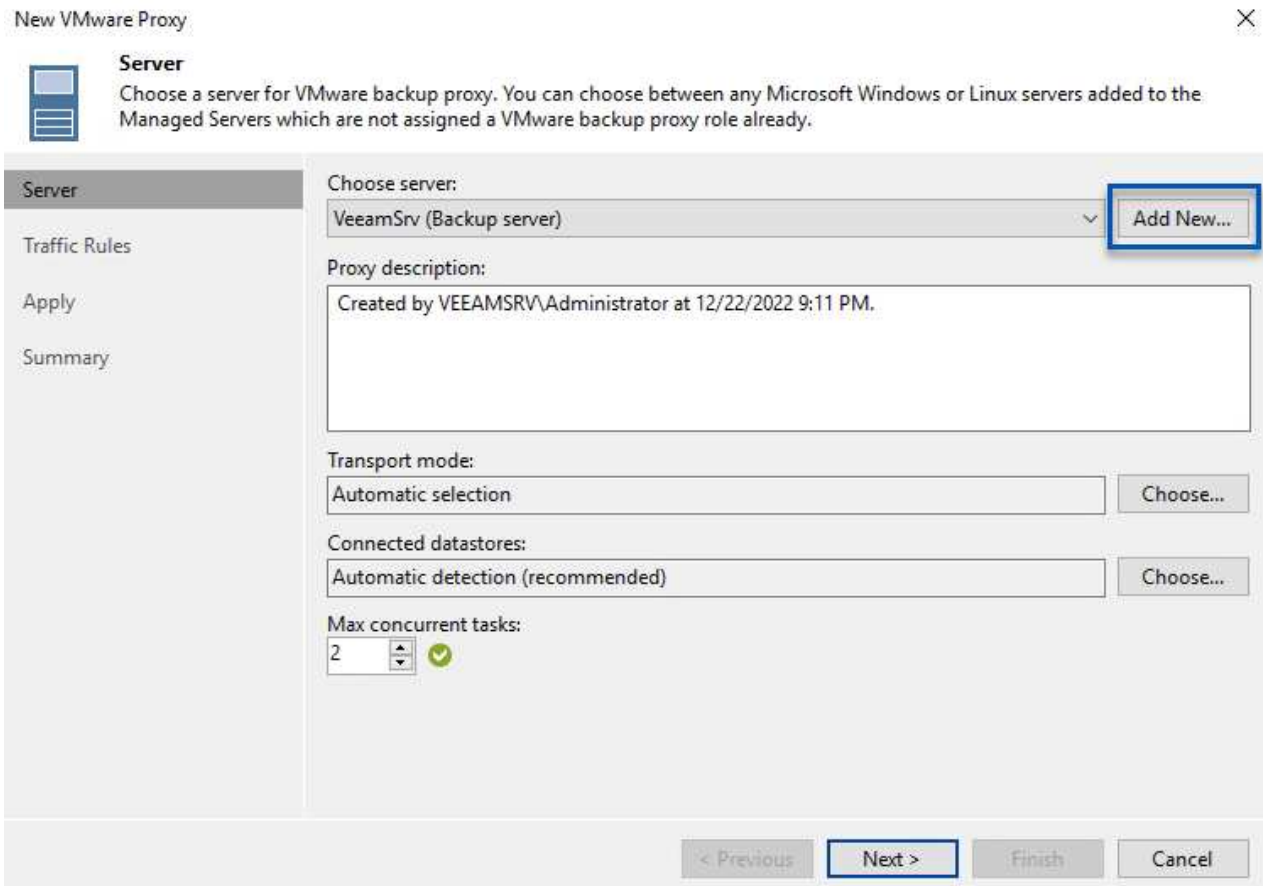 New VMware Proxy
Server
Choose a server for VMware backup proxy. You can choose between any Microsoft Windows or Linux servers added to the
Managed Servers which are not assigned a VMware backup proxy role already.
Server
Traffic Rules
Apply
Summary
Choose server:
VeeamSrv (Backup server)
Add New...
Proxy description:
Created by VEEAMSRV\Administrator at 12/22/2022 9:11 PM.
Transport mode:
Automatic selection
Choose...
Connected datastores:
Automatic detection (recommended)
Choose...
Max concurrent tasks:
2
< Previous
Next >
Finish
Cancel